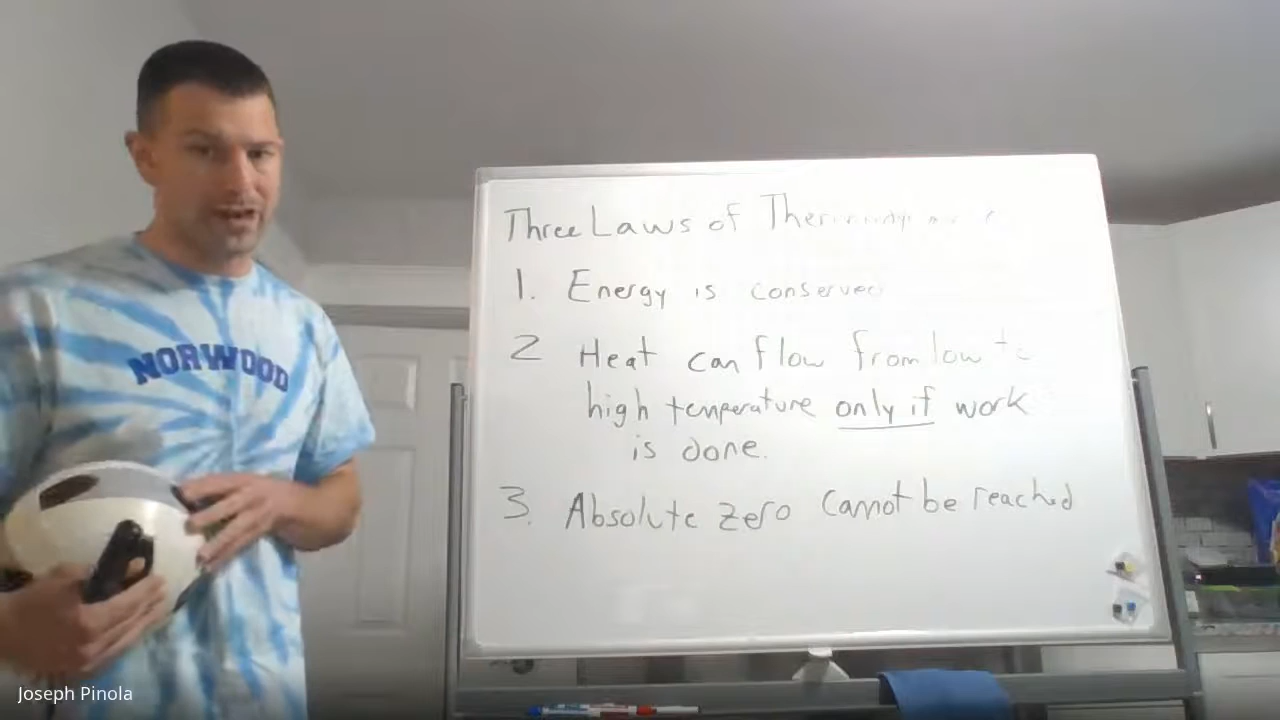 Three Laws of
1. Energy is conserved
2 Heat can flow from low to
high temperature only if work
is done.
3. Absolute zero cannot be reached
NORWOOD
Joseph Pinola